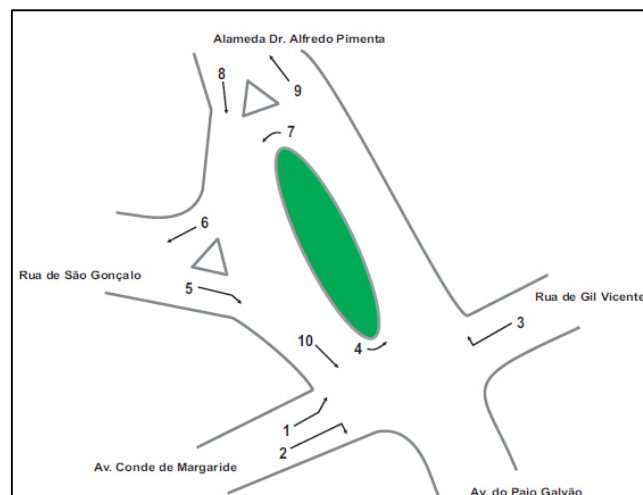 Alameda Dr. Alfredo Pimenta
8
9
7
6
Rua de São Gonçalo
5
Rua de Gil Vicente
3
10
4
1
2
Av. Conde de Margaride
Av. do Paio Galvão